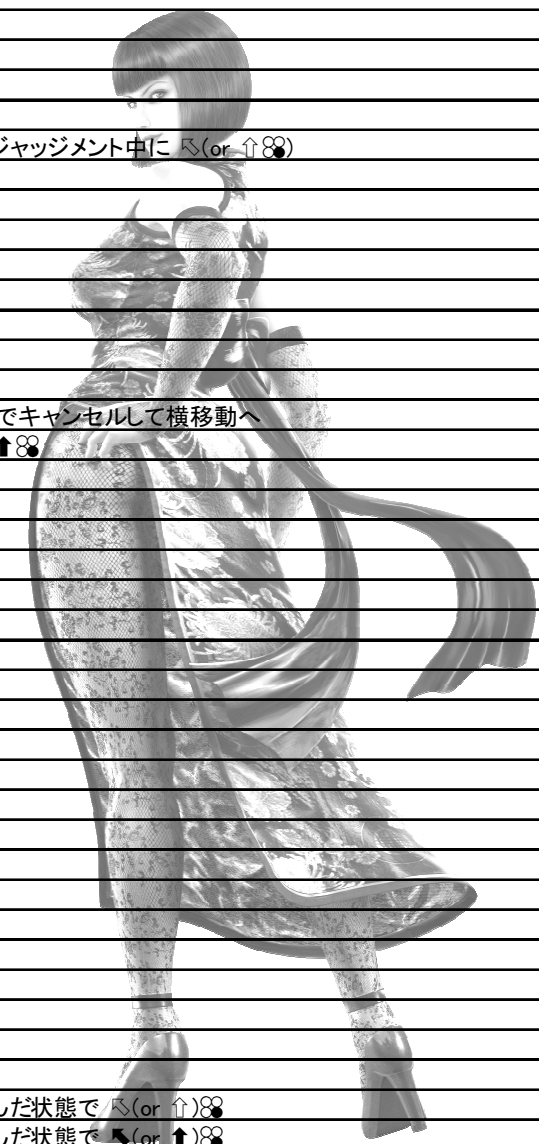 ジャッジメント中に ⇖(or ⇧)
でキャンセルして横移動へ
⬆
んだ状態で ⇖(or ⇧)
んだ状態で ⬉(or ⬆)